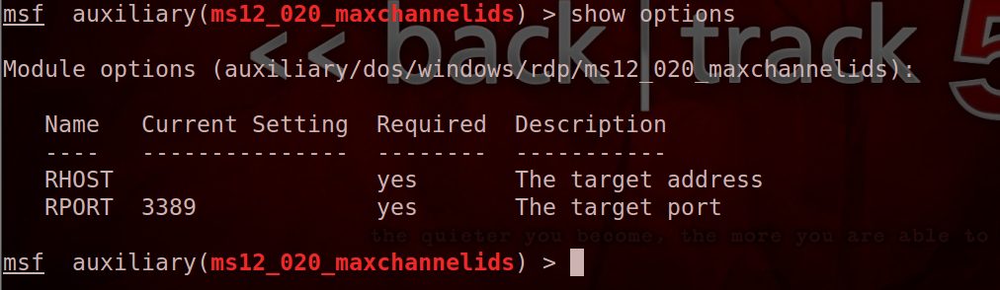 msf  auxiliary(ms12_020_maxchannelids) > show options
<< back | track 5
Module options (auxiliary/dos/windows/rdp/ms12_020_maxchannelids):
   Name   Current Setting  Required  Description
   ----   ---------------  --------  -----------
   RHOST                   yes       The target address
   RPORT  3389             yes       The target port
the quieter you become, the more you are able to
msf  auxiliary(ms12_020_maxchannelids) >